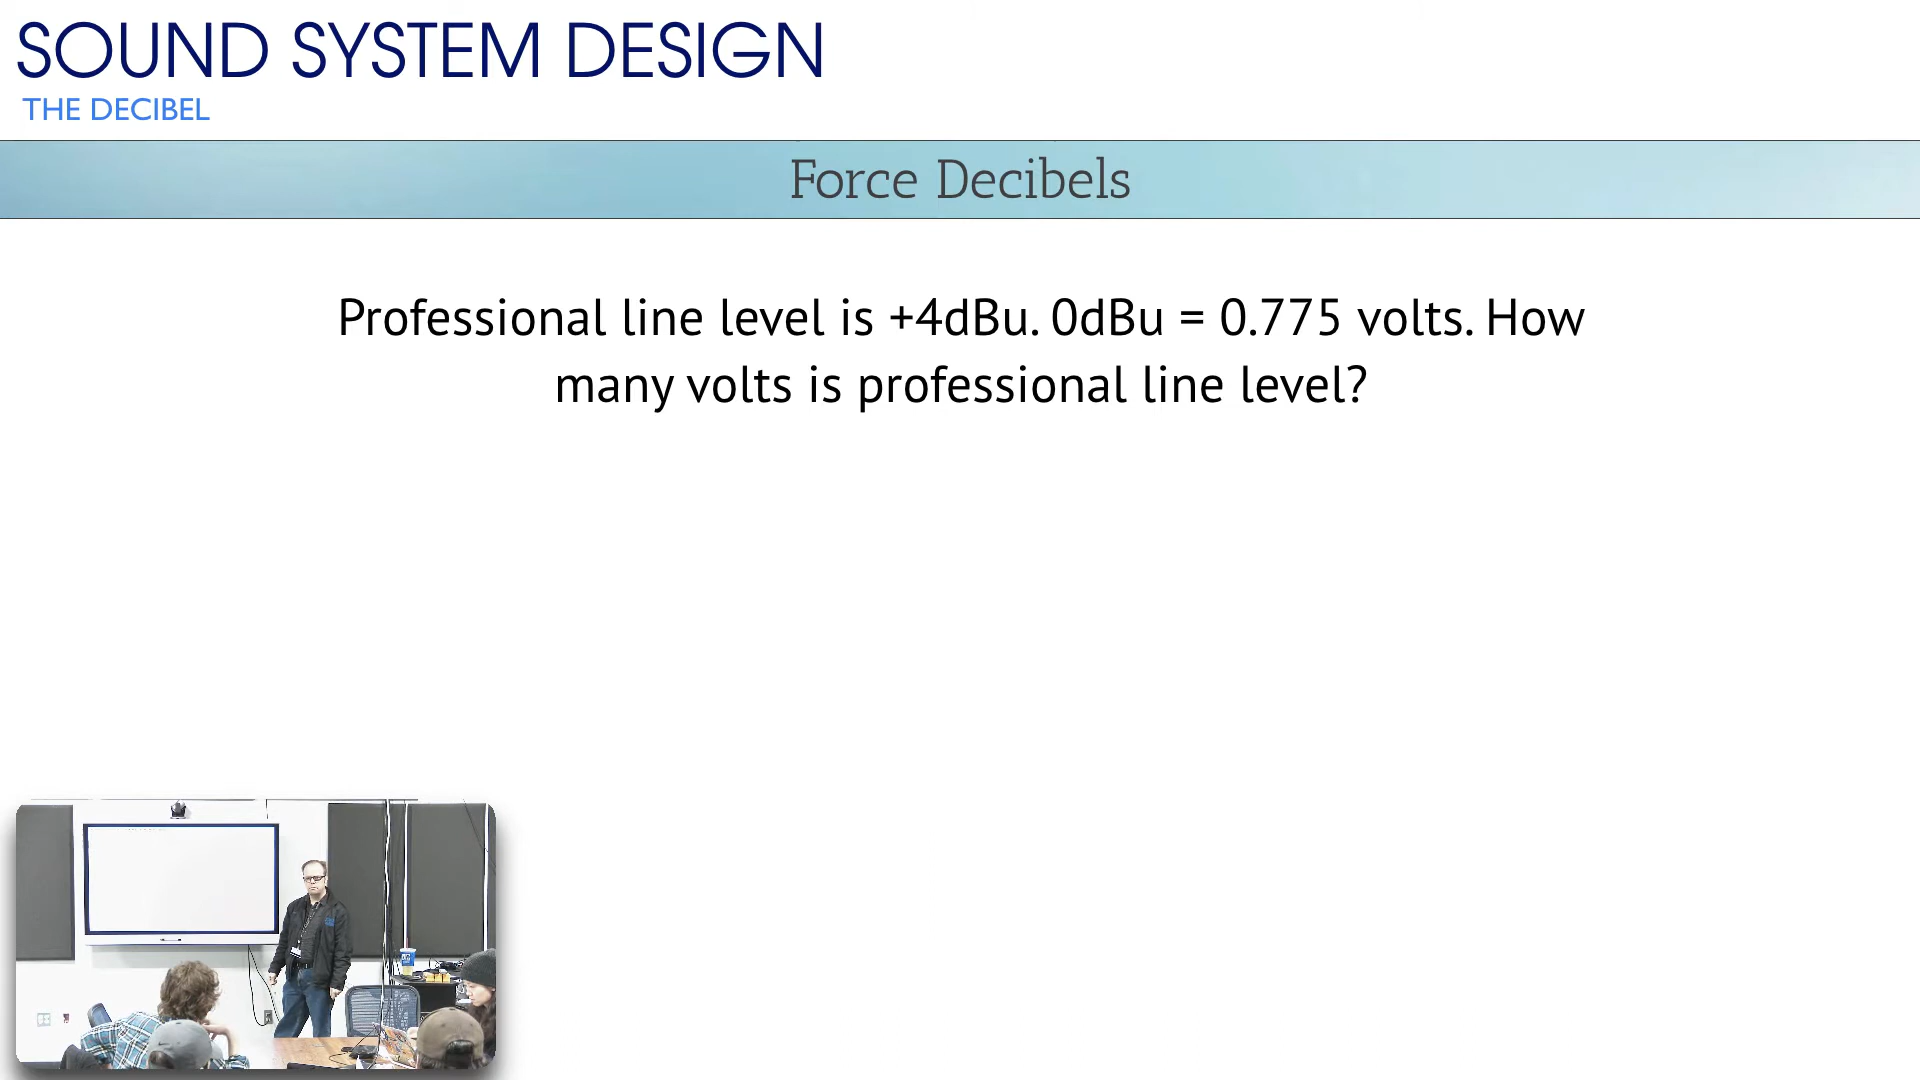 SOUND SYSTEM DESIGN
THE DECIBEL
Force Decibels
Professional line level is +4dBu. 0dBu = 0.775 volts. How
many volts is professional line level?